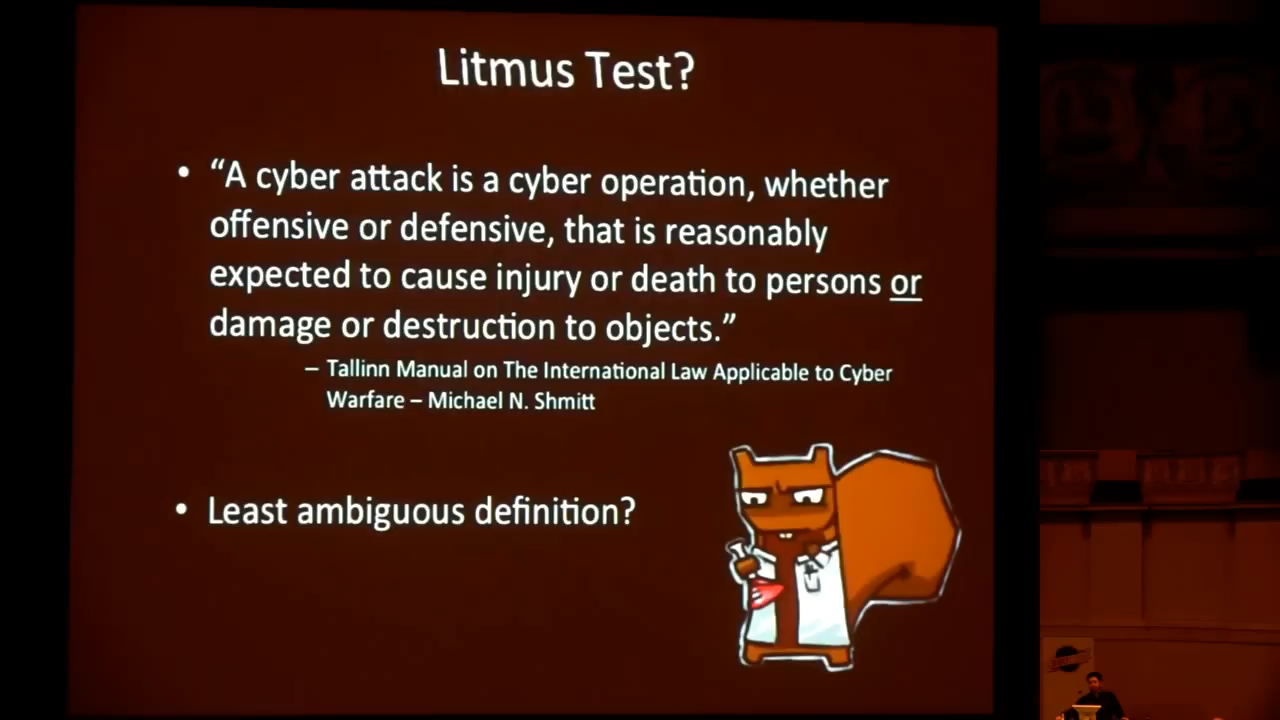 Litmus Test?
• “A cyber attack is a cyber operation, whether
offensive or defensive, that is reasonably
expected to cause injury or death to persons or
damage or destruction to objects.”
– Tallinn Manual on The International Law Applicable to Cyber
Warfare – Michael N. Shmitt
• Least ambiguous definition?